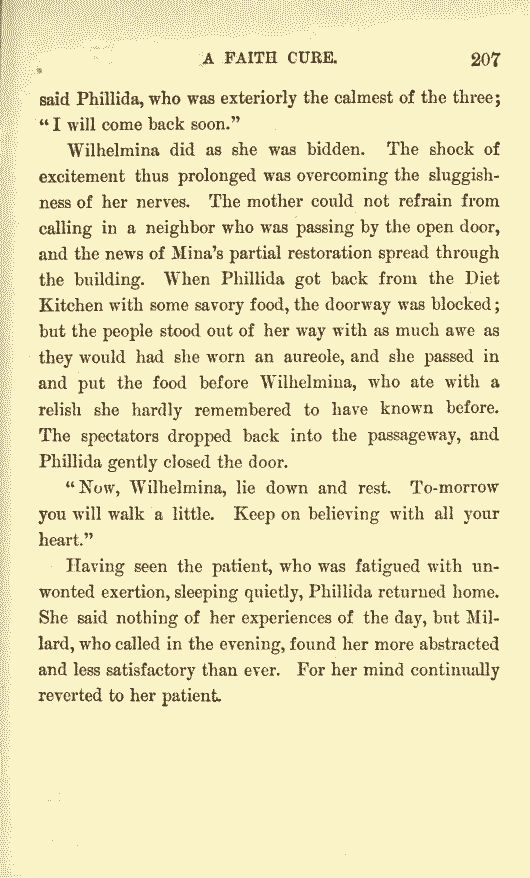 A FAITH CURE. 207
said Phillida, who was exteriorly the calmest of the three;
"I will come back soon."
Wilhelmina did as she was bidden. The shock of
excitement thus prolonged was overcoming the sluggish-
ness of her nerves. The mother could not refrain from
calling in a neighbor who was passing by the open door,
and the news of Mina's partial restoration spread through
the building. When Phillida got back from the Diet
Kitchen with some savory food, the doorway was blocked;
but the people stood out of her way with as much awe as
they would had she worn an aureole, and she passed in
and put the food before Wilhelmina, who ate with a
relish she hardly remembered to have known before.
The spectators dropped back into the passageway, and
Phillida gently closed the door.
"Now, Wilhelmina, lie down and rest. To-morrow
you will walk a little. Keep on believing with all your
heart."
Having seen the patient, who was fatigued with un-
wonted exertion, sleeping quietly, Phillida returned home.
She said nothing of her experiences of the day, but Mil-
lard, who called in the evening, found her more abstracted
and less satisfactory than ever. For her mind continually
reverted to her patient.